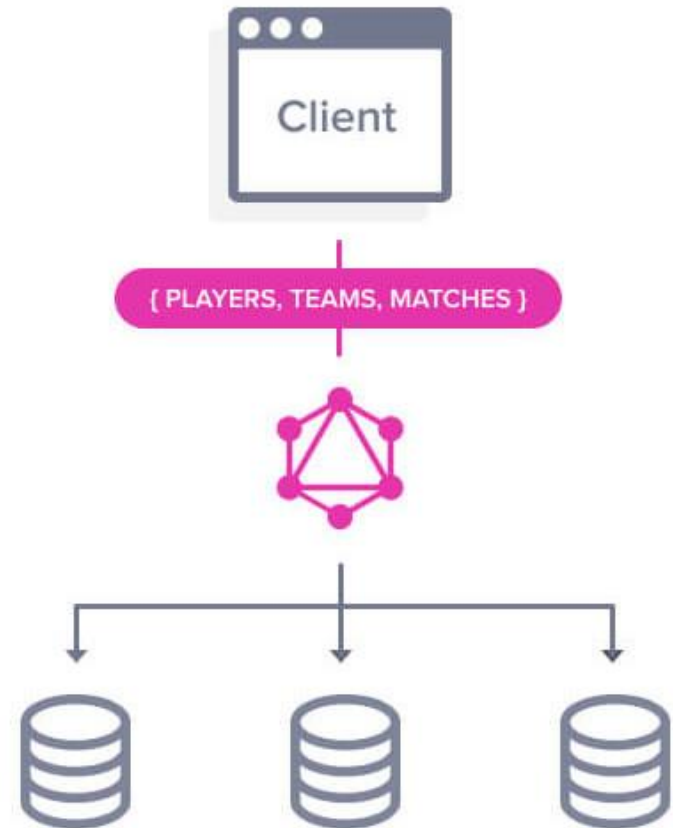 Client
{ PLAYERS, TEAMS, MATCHES }